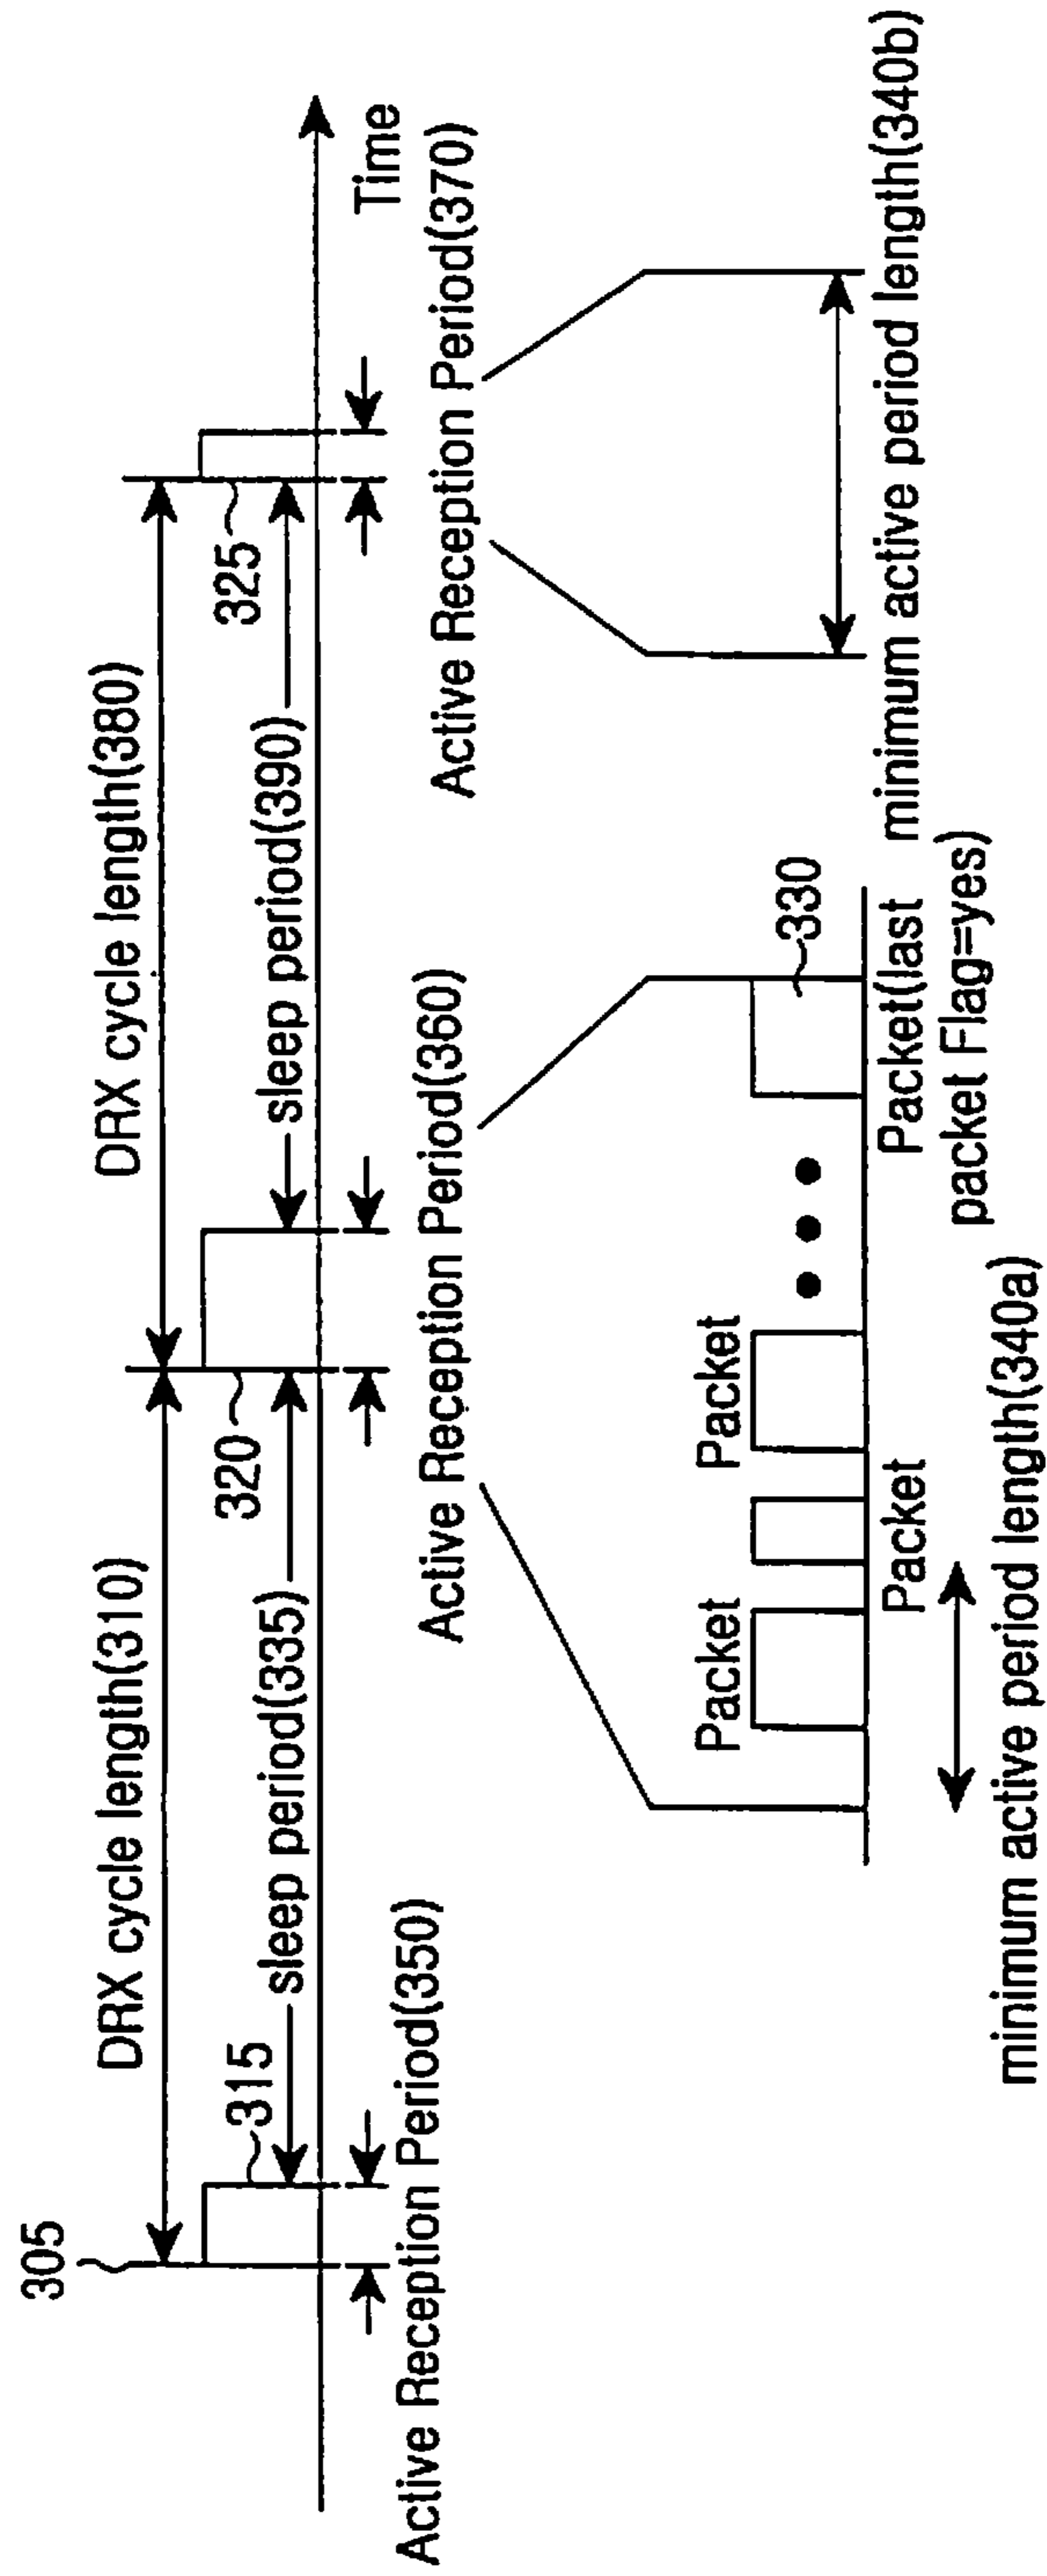 305
DRX cycle length(310)
DRX cycle length(380)
315
sleep period(335)
320
sleep period(390)
325
Time
Active Reception Period(350)
Active Reception Period(360)
Active Reception Period(370)
Packet
Packet
330
Packet
Packet(last
packet Flag=yes)
minimum active period length(340a)
minimum active period length(340b)